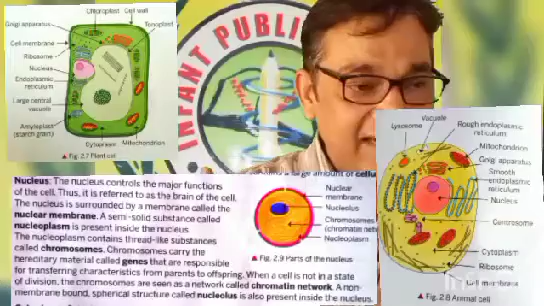 Chloroplast Cell wall
Golgi apparatus
Tonoplast
Cell membrane
Ribosome
Nucleus
Endoplasmic
reticulum
Large central
vacuole
Amyloplast
(starch grain)
Cytoplasm
Mitochondrion
▲ Fig. 2.7 Plant cell
INFANT PUBLIC
a large amount of cellu
Nucleus: The nucleus controls the major functions
of the cell. Thus, it is referred to as the brain of the cell.
The nucleus is surrounded by a membrane called the
nuclear membrane. A semi-solid substance called
nucleoplasm is present inside the nucleus
The nucleoplasm contains thread-like substances
called chromosomes. Chromosomes carry the
hereditary material called genes that are responsible
for transferring characteristics from parents to offspring. When a cell is not in a state
of division, the chromosomes are seen as a network called chromatin network. A non-
membrane bound, spherical structure called nucleolus is also present inside the nucleus.
Nuclear
membrane
Nucleolus
Chromosomes
(chromatin netw
Nucleoplasm
▲ Fig. 2.9 Parts of the nucleus
Vacuole
Lysosome
Rough endoplasmic
reticulum
Mitochondrion
Golgi apparatus
Smooth
endoplasmic
reticulum
Nucleus
Centrosome
Cytoplasm
Ribosome
Cell membrane
▲ Fig. 2.8 Animal cell